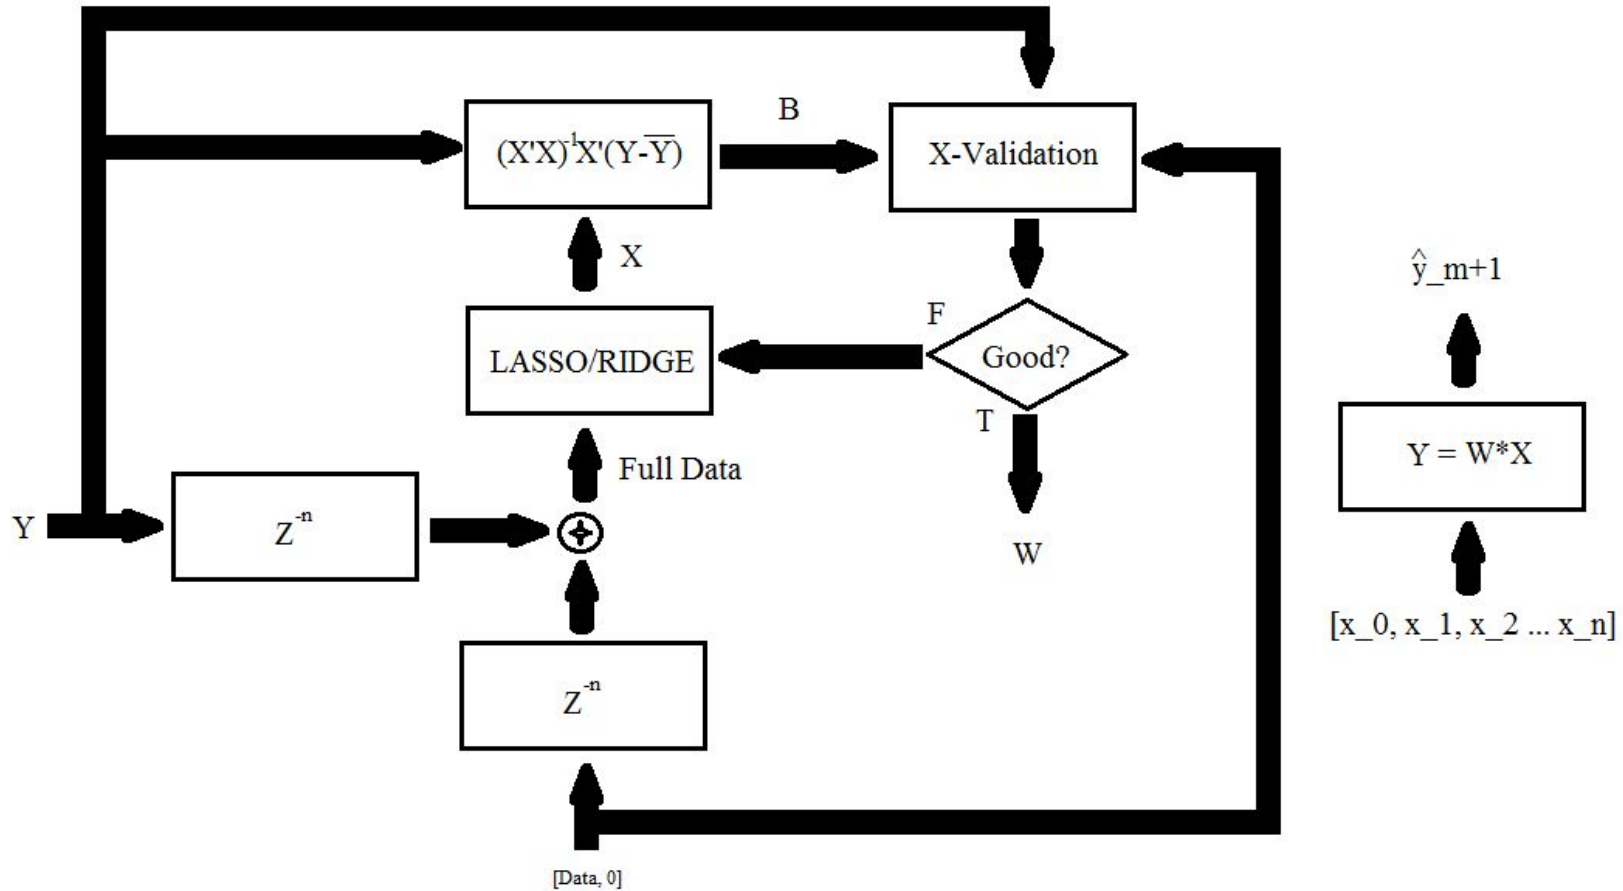 B
(X'X)⁻¹X'(Y-Y̅)
X-Validation
X
ŷ_m+1
F
LASSO/RIDGE
Good?
T
Y = W*X
Full Data
Y
Z⁻ⁿ
W
[x_0, x_1, x_2 ... x_n]
Z⁻ⁿ
[Data, 0]